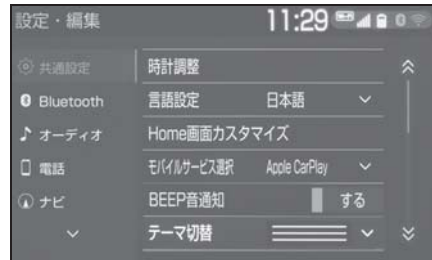 設定・編集 11:29
共通設定
時計調整
Bluetooth
言語設定 日本語
オーディオ
Home画面カスタマイズ
電話
モバイルサービス選択 Apple CarPlay
ナビ
BEEP音通知 する
テーマ切替